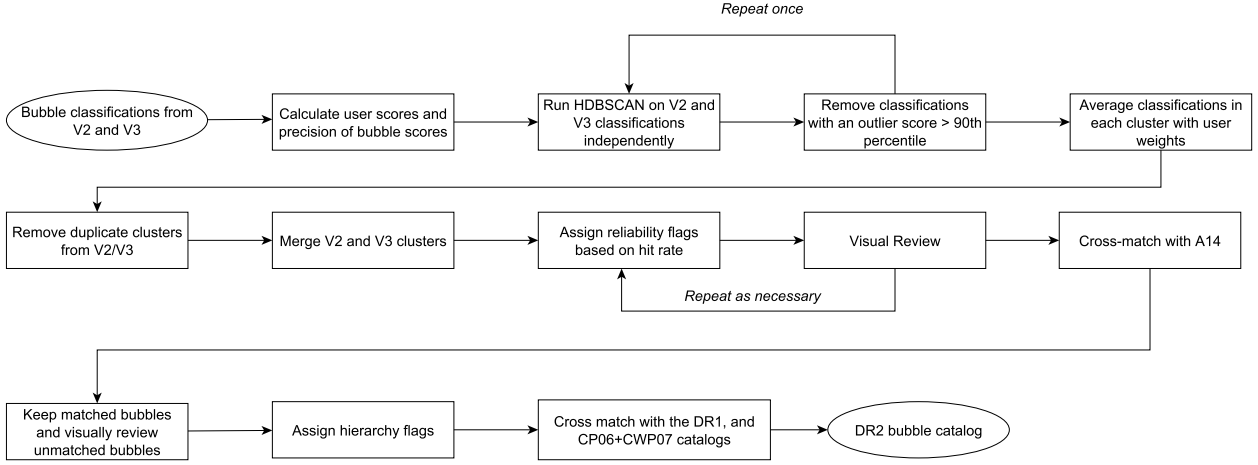 Repeat once
Bubble classifications from
V2 and V3
Calculate user scores and
precision of bubble scores
Run HDBSCAN on V2 and
V3 classifications
independently
Remove classifications
with an outlier score > 90th
percentile
Average classifications in
each cluster with user
weights
Remove duplicate clusters
from V2/V3
Merge V2 and V3 clusters
Assign reliability flags
based on hit rate
Visual Review
Cross-match with A14
Repeat as necessary
Keep matched bubbles
and visually review
unmatched bubbles
Assign hierarchy flags
Cross match with the DR1, and
CP06+CWP07 catalogs
DR2 bubble catalog